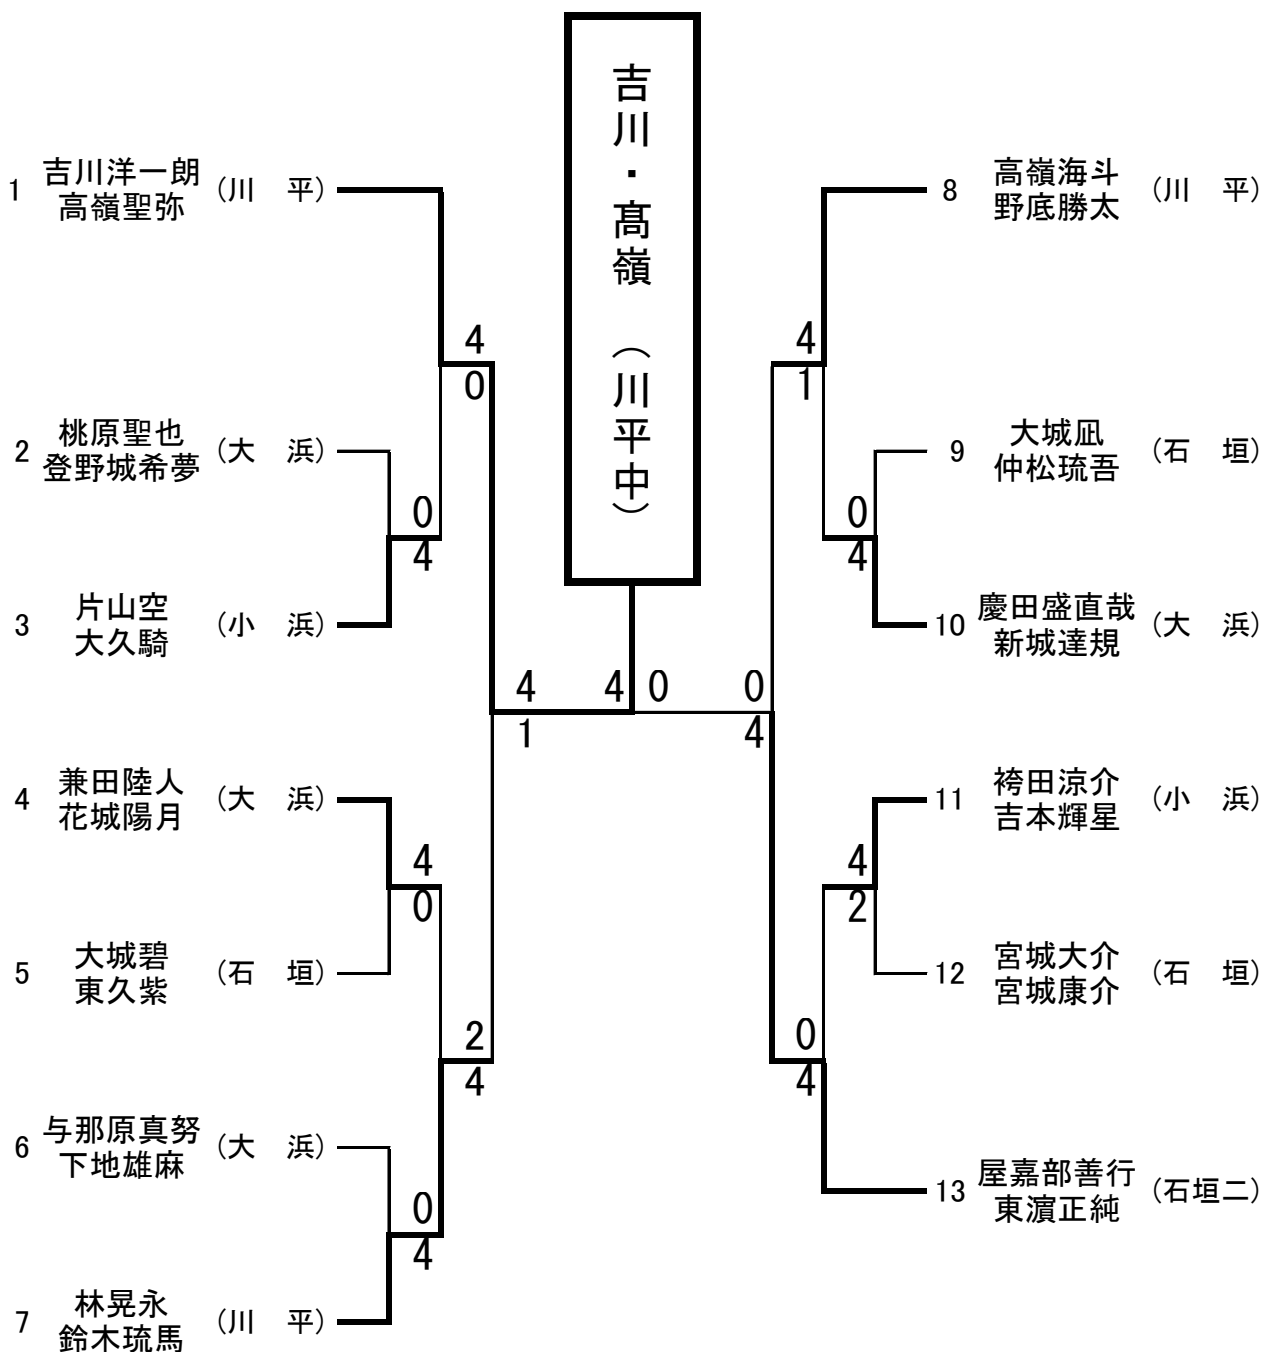 吉川・髙嶺　（川平中）
1 吉川洋一朗 高嶺聖弥 (川　平)
4
0
2 桃原聖也 登野城希夢 (大　浜)
0
4
3 片山空 大久騎 (小　浜)
4
1
4 兼田陸人 花城陽月 (大　浜)
4
0
5 大城碧 東久紫 (石　垣)
2
4
6 与那原真努 下地雄麻 (大　浜)
0
4
7 林晃永 鈴木琉馬 (川　平)
4 0
8 高嶺海斗 野底勝太 (川　平)
4
1
9 大城凪 仲松琉吾 (石　垣)
0
4
10 慶田盛直哉 新城達規 (大　浜)
0
4
11 袴田涼介 吉本輝星 (小　浜)
4
2
12 宮城大介 宮城康介 (石　垣)
0
4
13 屋嘉部善行 東濵正純 (石垣二)